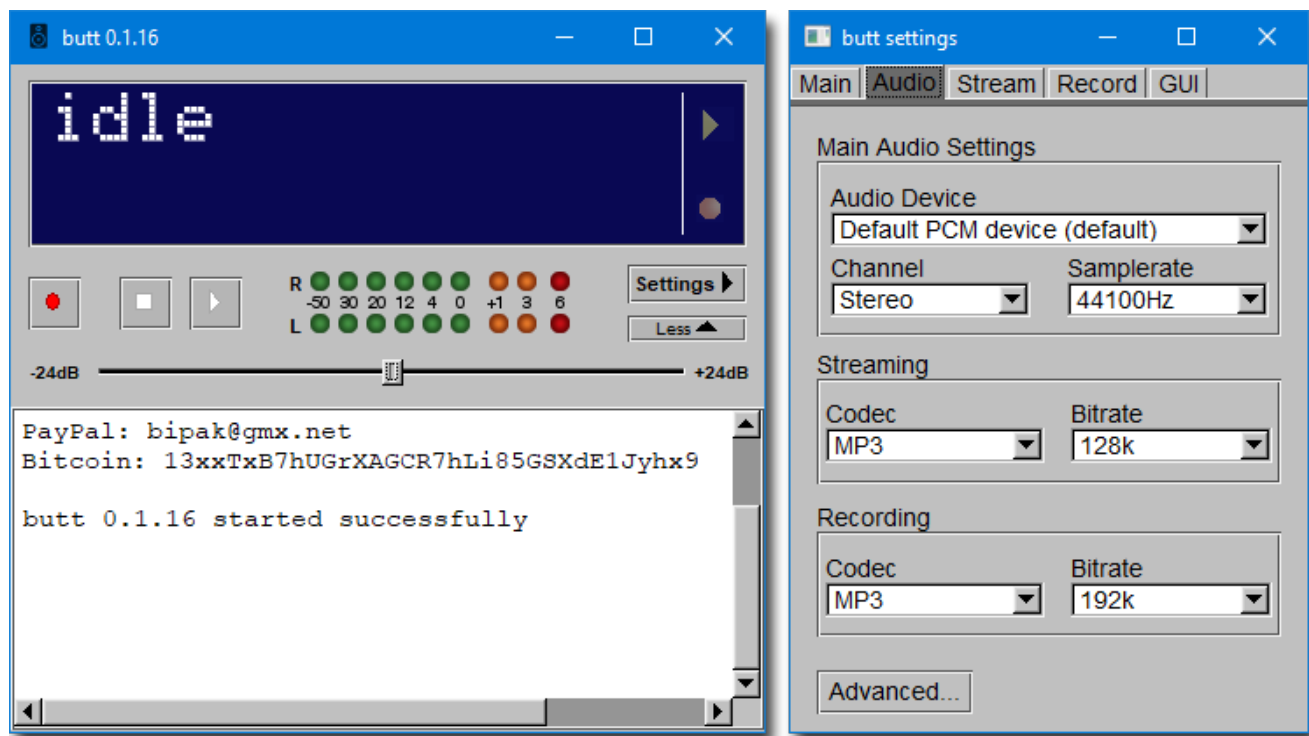 butt 0.1.16
idle
R
-50 30 20 12 4 0 +1 3 6
L
Settings
Less
-24dB
+24dB
PayPal: bipak@gmx.net
Bitcoin: 13xxTxB7hUGrXAGCR7hLi85GSXdE1Jyhx9
butt 0.1.16 started successfully
butt settings
Main Audio Stream Record GUI
Main Audio Settings
Audio Device
Default PCM device (default)
Channel Samplerate
Stereo 44100Hz
Streaming
Codec Bitrate
MP3 128k
Recording
Codec Bitrate
MP3 192k
Advanced...